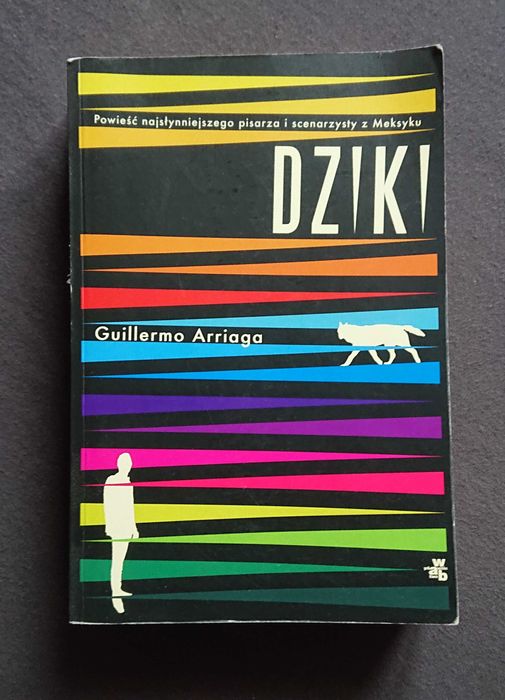 Powieść najsłynniejszego pisarza i scenarzysty z Meksyku
DZIKI
Guillermo Arriaga
w
a
b